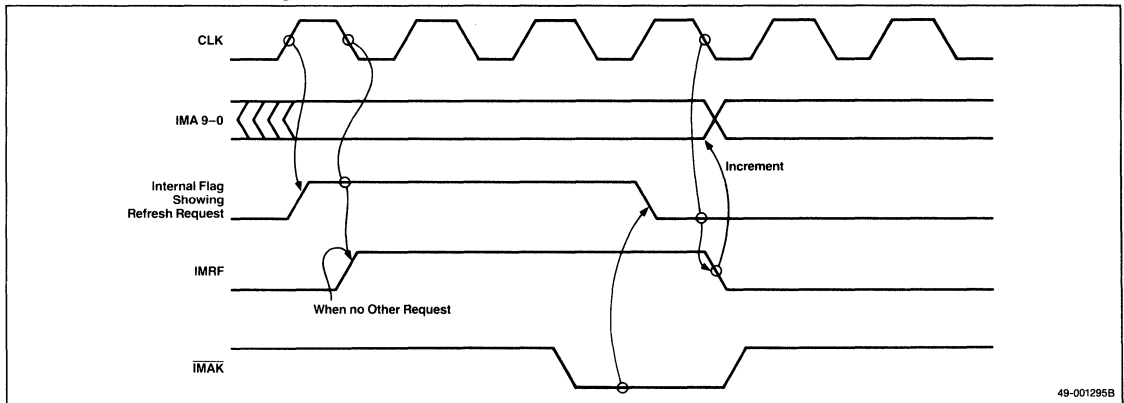 CLK
IMA 9–0
Increment
Internal Flag
Showing
Refresh Request
IMRF
When no Other Request
IMAK
49-001295B